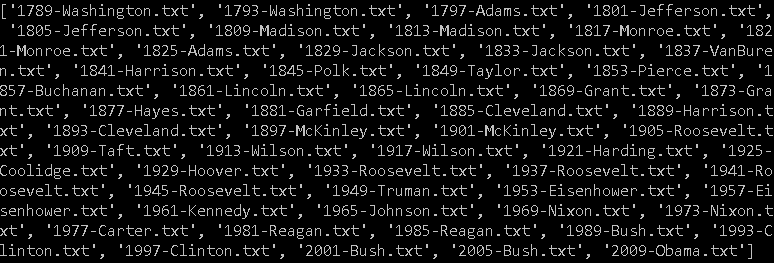 ['1789-Washington.txt', '1793-Washington.txt', '1797-Adams.txt', '1801-Jefferson.txt',
'1805-Jefferson.txt', '1809-Madison.txt', '1813-Madison.txt', '1817-Monroe.txt', '182
1-Monroe.txt', '1825-Adams.txt', '1829-Jackson.txt', '1833-Jackson.txt', '1837-VanBure
n.txt', '1841-Harrison.txt', '1845-Polk.txt', '1849-Taylor.txt', '1853-Pierce.txt', '1
857-Buchanan.txt', '1861-Lincoln.txt', '1865-Lincoln.txt', '1869-Grant.txt', '1873-Gra
nt.txt', '1877-Hayes.txt', '1881-Garfield.txt', '1885-Cleveland.txt', '1889-Harrison.t
xt', '1893-Cleveland.txt', '1897-McKinley.txt', '1901-McKinley.txt', '1905-Roosevelt.t
xt', '1909-Taft.txt', '1913-Wilson.txt', '1917-Wilson.txt', '1921-Harding.txt', '1925-
Coolidge.txt', '1929-Hoover.txt', '1933-Roosevelt.txt', '1937-Roosevelt.txt', '1941-Ro
osevelt.txt', '1945-Roosevelt.txt', '1949-Truman.txt', '1953-Eisenhower.txt', '1957-Ei
senhower.txt', '1961-Kennedy.txt', '1965-Johnson.txt', '1969-Nixon.txt', '1973-Nixon.t
xt', '1977-Carter.txt', '1981-Reagan.txt', '1985-Reagan.txt', '1989-Bush.txt', '1993-C
linton.txt', '1997-Clinton.txt', '2001-Bush.txt', '2005-Bush.txt', '2009-Obama.txt']